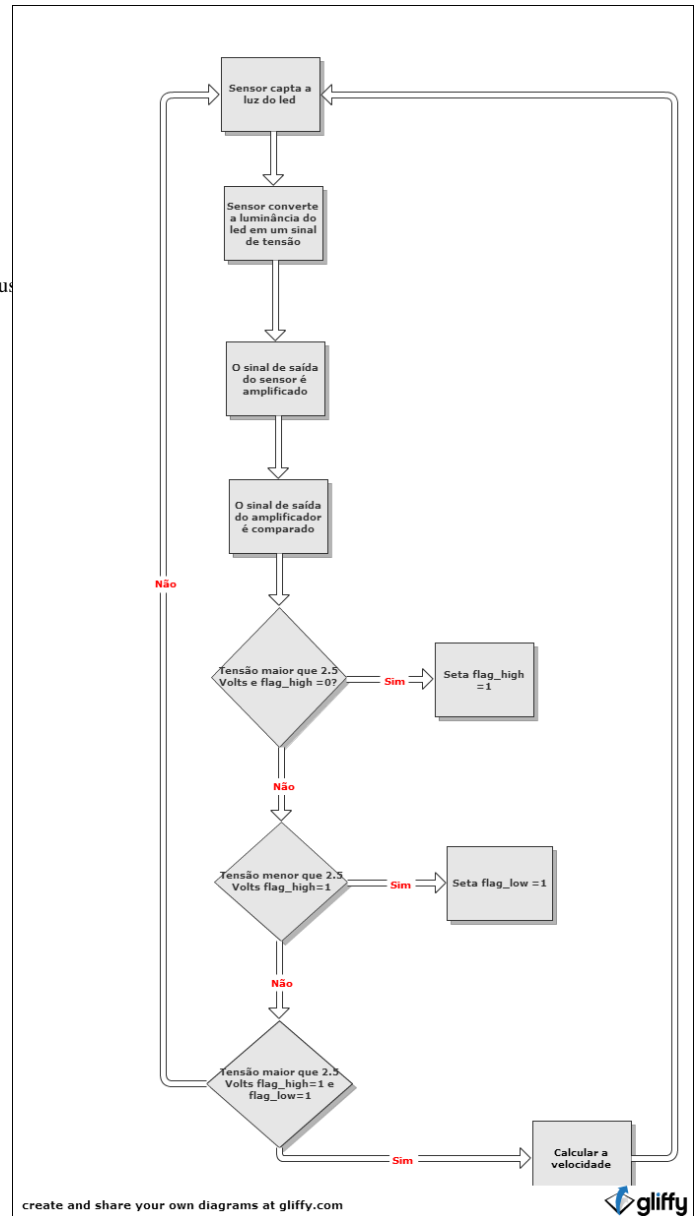 Sensor capta a
luz do led
Sensor converte
a luminância do
led em um sinal
de tensão
us
O sinal de saída
do sensor é
amplificado
O sinal de saída
do amplificador
é comparado
Não
Tensão maior que 2.5
Volts e flag_high =0?
Sim
Seta flag_high
=1
Não
Tensão menor que 2.5
Volts flag_high=1
Sim
Seta flag_low =1
Não
Tensão maior que 2.5
Volts flag_high=1 e
flag_low=1
Sim
Calcular a
velocidade
create and share your own diagrams at gliffy.com
gliffy